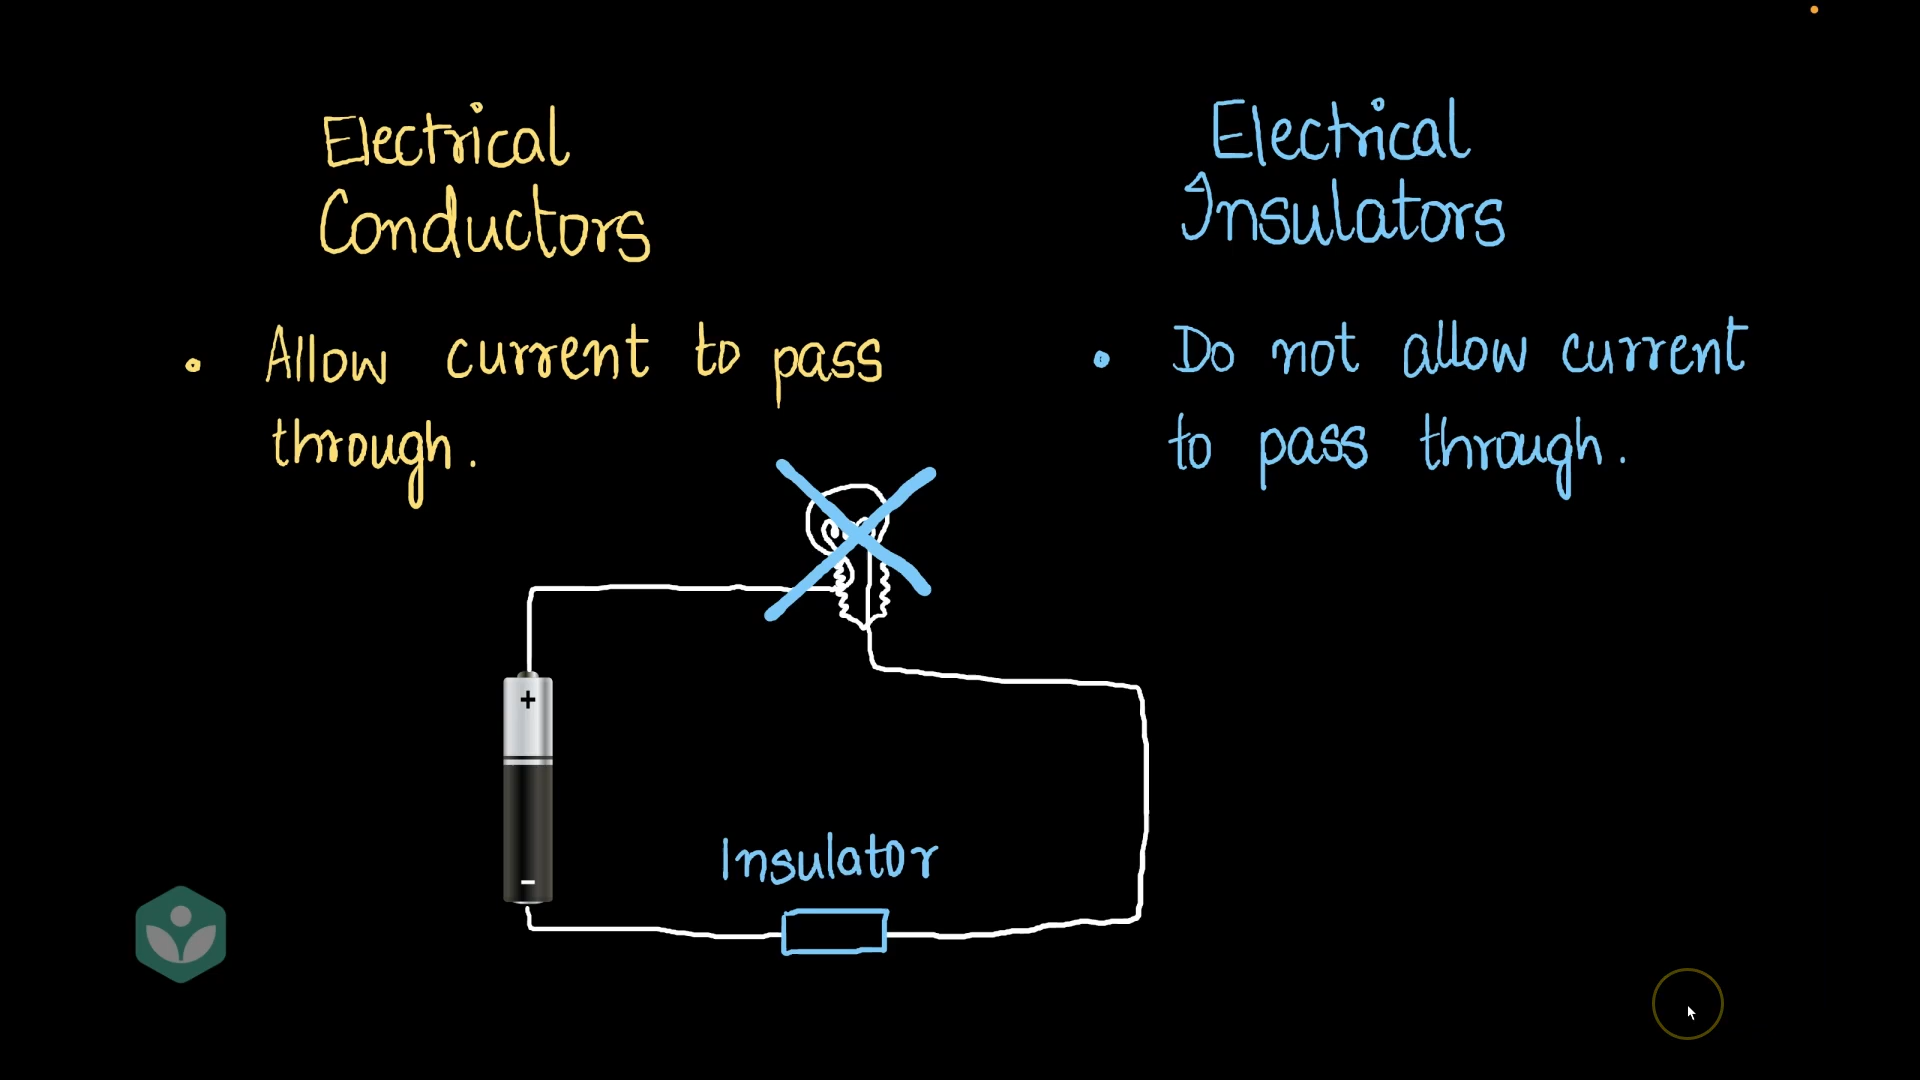 Electrical
Conductors
• Allow current to pass
through.
Electrical
Insulators
• Do not allow current
to pass through.
+
-
Insulator